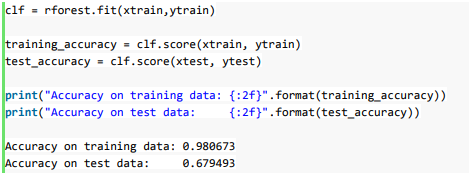 clf = rforest.fit(xtrain,ytrain)
training_accuracy = clf.score(xtrain, ytrain)
test_accuracy = clf.score(xtest, ytest)
print("Accuracy on training data: {:2f}".format(training_accuracy))
print("Accuracy on test data:     {:2f}".format(test_accuracy))
Accuracy on training data: 0.980673
Accuracy on test data:     0.679493